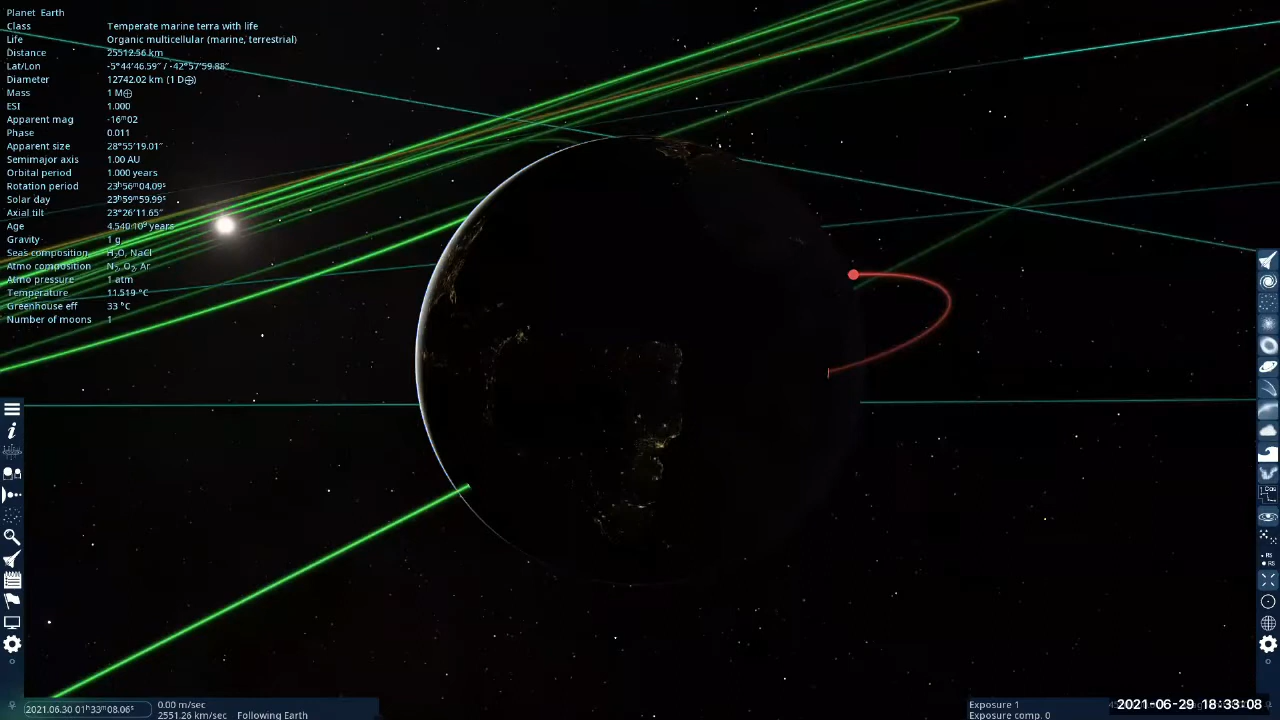 Planet Earth
Class Temperate marine terra with life
Life Organic multicellular (marine, terrestrial)
Distance 25512.56 km
Lat/Lon -5°44'46.59" / -42°57'59.88"
Diameter 12742.02 km (1 D⊕)
Mass 1 M⊕
ESI 1.000
Apparent mag -16ᵐ02
Phase 0.011
Apparent size 28°55'19.01"
Semimajor axis 1.00 AU
Orbital period 1.000 years
Rotation period 23ʰ56ᵐ04.09ˢ
Solar day 23ʰ59ᵐ59.99ˢ
Axial tilt 23°26'11.65"
Age 4.540·10⁹ years
Gravity 1 g
Seas composition H₂O, NaCl
Atmo composition N₂, O₂, Ar
Atmo pressure 1 atm
Temperature 11.519 °C
Greenhouse eff 33 °C
Number of moons 1
RS
RS
2021.06.30 01ʰ33ᵐ08.06ˢ
0.00 m/sec
2551.26 km/sec Following Earth
Exposure 1
Exposure comp. 0
2021-06-29 18:33:08